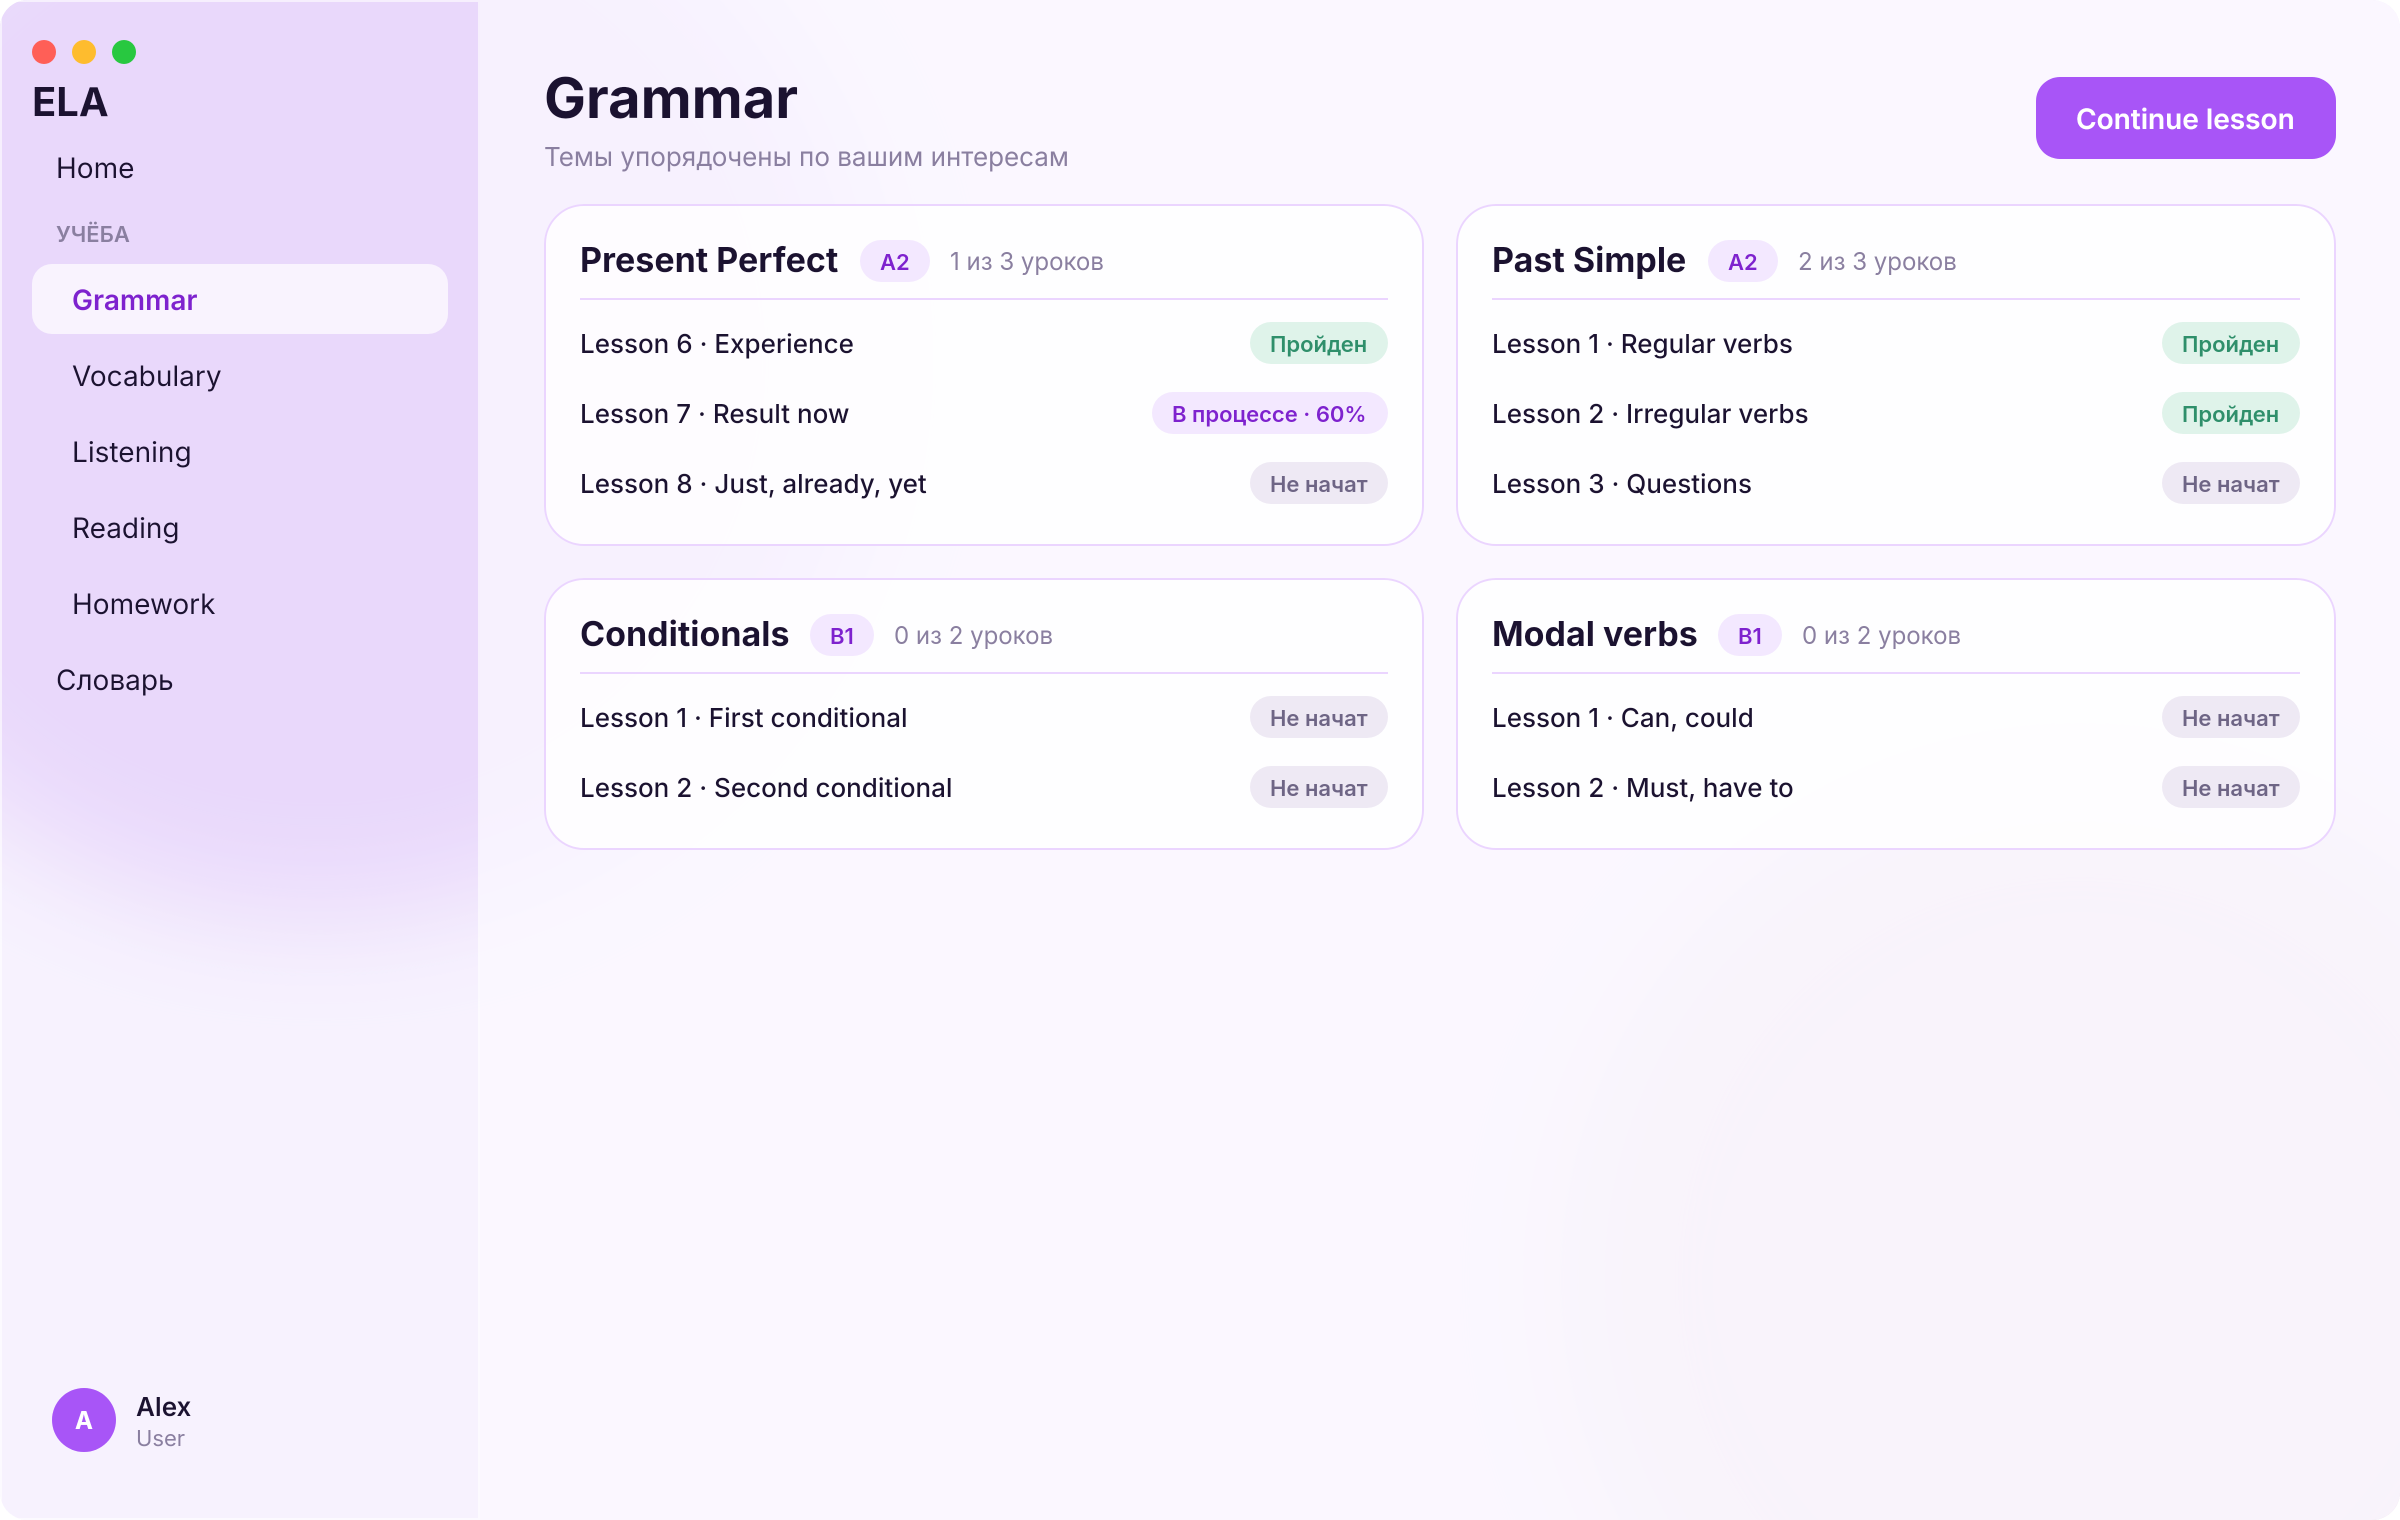 ELA
Home
УЧЁБА
Grammar
Vocabulary
Listening
Reading
Homework
Словарь
A
Alex
User
Grammar
Темы упорядочены по вашим интересам
Continue lesson
Present Perfect A2 1 из 3 уроков
Lesson 6 · Experience Пройден
Lesson 7 · Result now В процессе · 60%
Lesson 8 · Just, already, yet Не начат
Past Simple A2 2 из 3 уроков
Lesson 1 · Regular verbs Пройден
Lesson 2 · Irregular verbs Пройден
Lesson 3 · Questions Не начат
Conditionals B1 0 из 2 уроков
Lesson 1 · First conditional Не начат
Lesson 2 · Second conditional Не начат
Modal verbs B1 0 из 2 уроков
Lesson 1 · Can, could Не начат
Lesson 2 · Must, have to Не начат